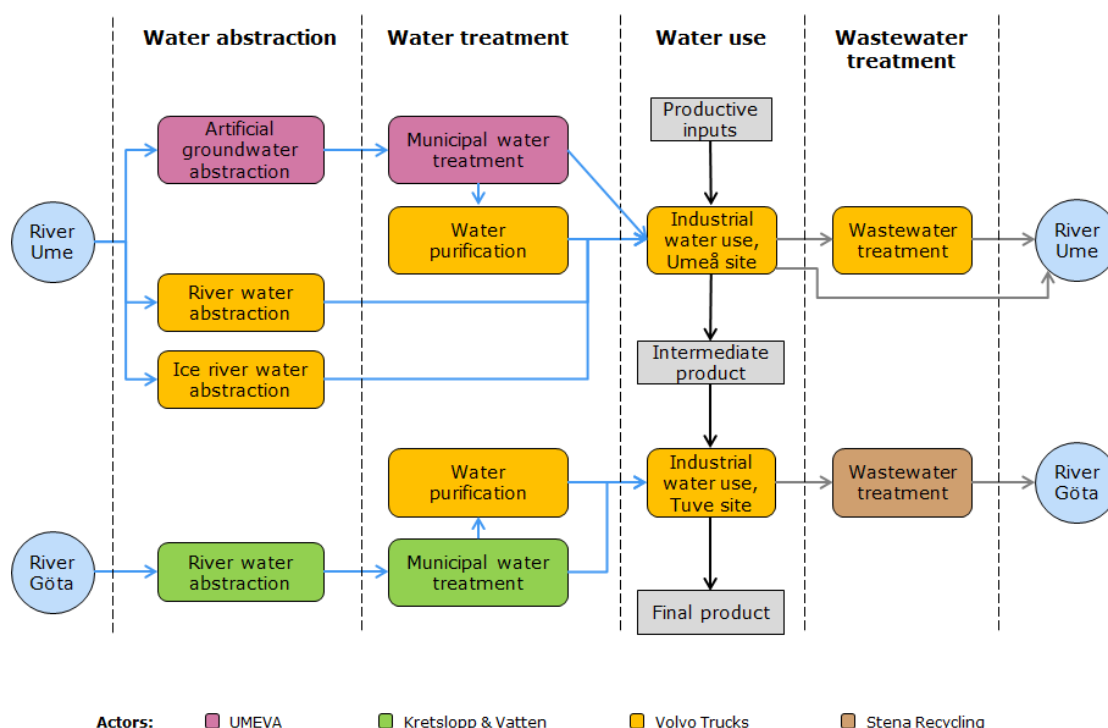 Water abstraction
Water treatment
Water use
Wastewater
treatment
Artificial
groundwater
abstraction
Municipal water
treatment
Productive
inputs
River
Ume
Water
purification
Industrial
water use,
Umeå site
Wastewater
treatment
River
Ume
River water
abstraction
Ice river water
abstraction
Intermediate
product
Water
purification
Industrial
water use,
Tuve site
Wastewater
treatment
River
Göta
River
Göta
River water
abstraction
Municipal water
treatment
Final product
Actors:
UMEVA
Kretslopp & Vatten
Volvo Trucks
Stena Recycling